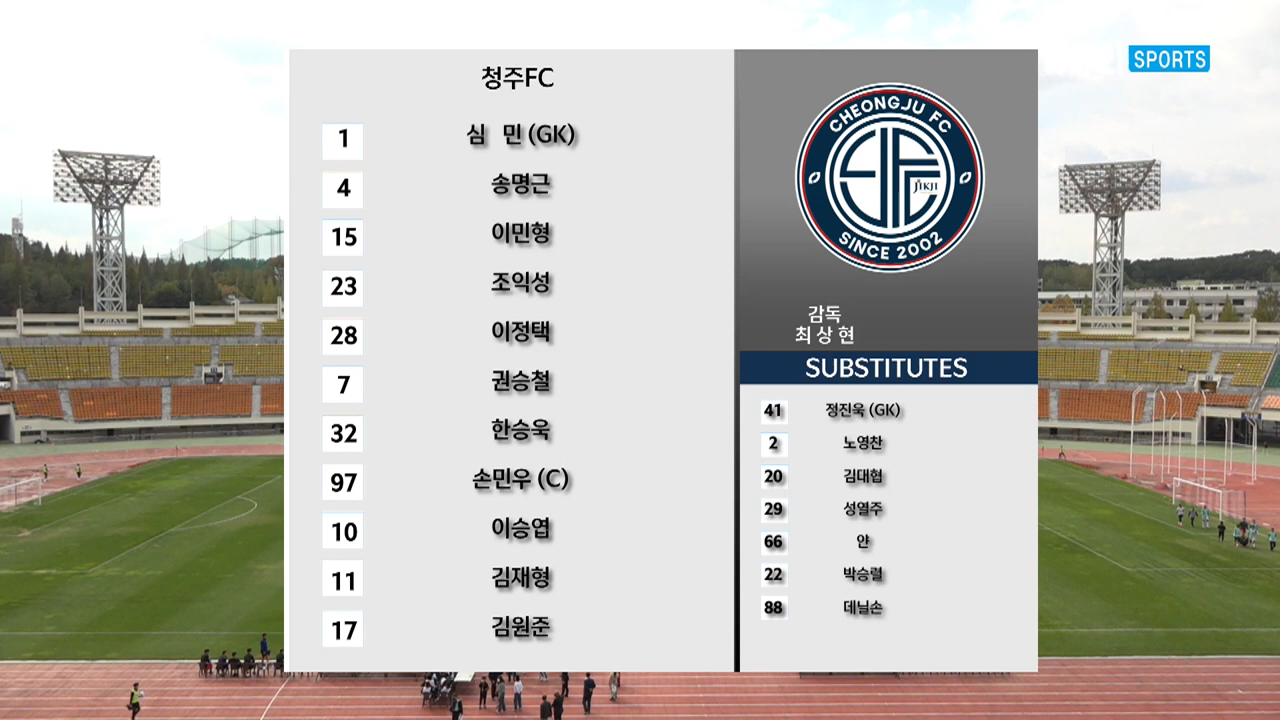 SPORTS
청주FC
1 심 민 (GK)
4 송명근
15 이민형
23 조익성
28 이정택
7 권승철
32 한승욱
97 손민우 (C)
10 이승엽
11 김재형
17 김원준
CHEONGJU FC
JIKJI
SINCE 2002
감독
최 상 현
SUBSTITUTES
41 정진욱 (GK)
2 노영찬
20 김대협
29 성열주
66 얀
22 박승렬
88 데닐손